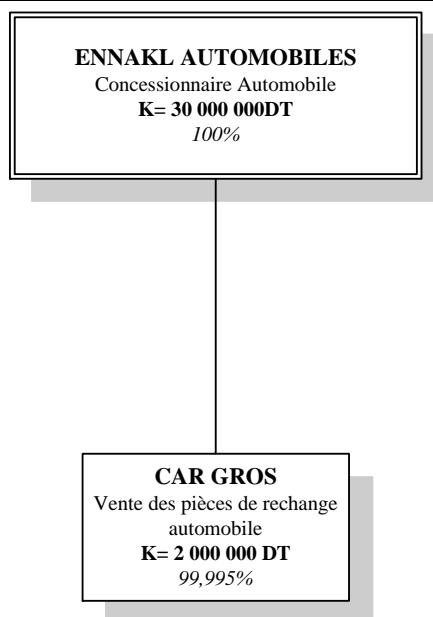 ENNAKL AUTOMOBILES
Concessionnaire Automobile
K= 30 000 000DT
100%
CAR GROS
Vente des pièces de rechange
automobile
K= 2 000 000 DT
99,995%